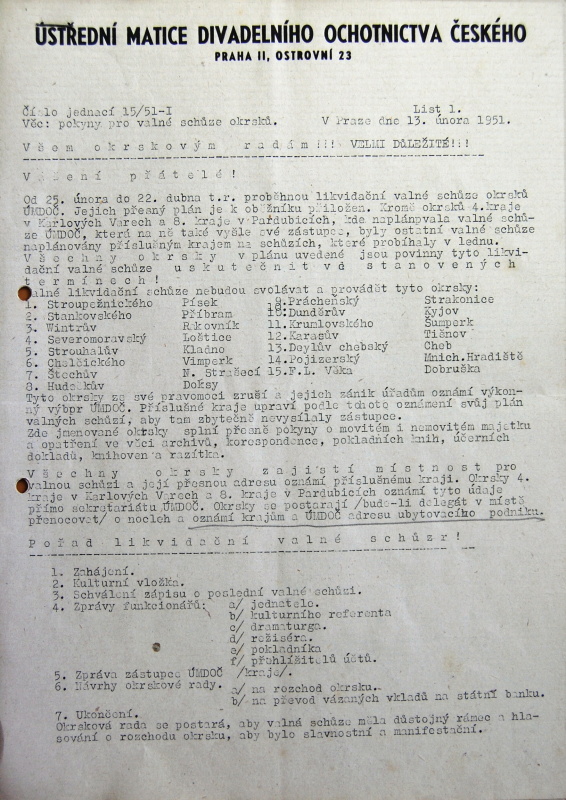 ÚSTŘEDNÍ MATICE DIVADELNÍHO OCHOTNICTVA ČESKÉHO
PRAHA II, OSTROVNÍ 23
Číslo jednací 15/51-I List 1.
Věc: pokyny pro valné schůze okrsků. V Praze dne 13. února 1951.
Všem okrskovým radám!!! VELMI DŮLEŽITÉ!!!
Vážení přátelé!
Od 25. února do 22. dubna t.r. proběhnou likvidační valné schůze okrsků
ÚMDOČ. Jejich přesný plán je k oběžníku přiložen. Kromě okrsků 4.kraje
v Karlových Varech a 8. kraje v Pardubicích, kde naplánpvala valné schů-
ze ÚMDOČ, která na ně také vyšle své zástupce, byly ostatní valné schůze
naplánovány příslušným krajem na schůzích, které probíhaly v lednu.
Všechny okrsky v plánu uvedené jsou povinny tyto likvi-
dační valné schůze uskutečnit vd stanovených
termínech!
Valné likvidační schůze nebudou svolávat a provádět tyto okrsky:
1. Stroupežnického Písek 9.Prácheňský Strakonice
2. Stankovského Příbram 10.Dunděrův Kyjov
3. Wintrův Rakovník 11.Krumlovského Šumperk
4. Severomoravský Loštice 12.Karasův Tišnov
5. Strouhalův Kladno 13.Deylův chebský Cheb
6. Chelčického Vimperk 14.Pojizerský Mnich.Hradiště
7. Štechův N. Strašecí 15.F.L. Věka Dobruška
8. Hudečkův Doksy
Tyto okrsky ze své pravomoci zruší a jejich zánik úřadům oznámí výkon-
ný výbpr ÚMDOČ. Příslušné kraje upraví podle tohoto oznámení svůj plán
valných schůzí, aby tam zbytečně nevysílaly zástupce.
Zde jmenované okrsky splní přesně pokyny o movitém i nemovitém majetku
a opatření ve věci archivů, korespondence, pokladních knih, účerních
dokladů, knihoven a razítka.
Všechny okrsky zajistí místnost pro
valnou schůzi a její přesnou adresu oznámí příslušnému kraji. Okrsky 4.
kraje v Karlových Varech a 8. kraje v Pardubicích oznámí tyto údaje
přímo sekretariátu ÚMDOČ. Okrsky se postarají /bude-li delegát v místě
přenocovat/ o nocleh a oznámí krajům a ÚMDOČ adresu ubytovacího podniku.
Pořad likvidační valné schůzr!
1. Zahájení.
2. Kulturní vložka.
3. Schválení zápisu o poslední valné schůzi.
4. Zprávy funkcionářů: a/ jednatele.
b/ kulturního referenta
c/ dramaturga.
d/ režiséra.
e/ pokladníka
f/ přehlížitelů účtů.
5. Zpráva zástupce ÚMDOČ /kraje/.
6. Návrhy okrskové rady. a/ na rozchod okrsku.
b/ na převod vázaných vkladů na státní banku.
7. Ukončení.
Okrsková rada se postará, aby valná schůze měla důstojný rámec a hla-
sování o rozchodu okrsku, aby bylo slavnostní a manifestační.